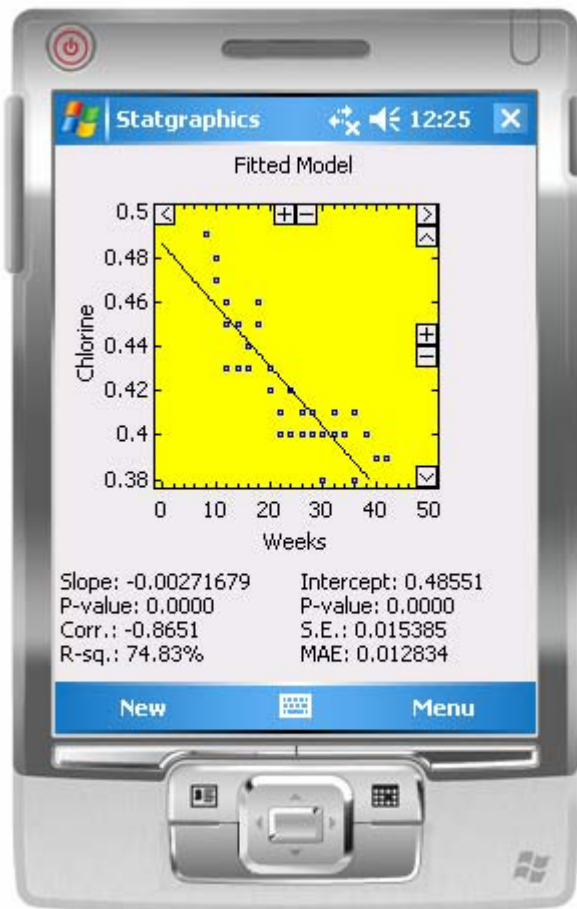 Statgraphics 12:25
Fitted Model
0.5
0.48
0.46
0.44
0.42
0.4
0.38
Chlorine
0 10 20 30 40 50
Weeks
Slope: -0.00271679 Intercept: 0.48551
P-value: 0.0000 P-value: 0.0000
Corr.: -0.8651 S.E.: 0.015385
R-sq.: 74.83% MAE: 0.012834
New Menu